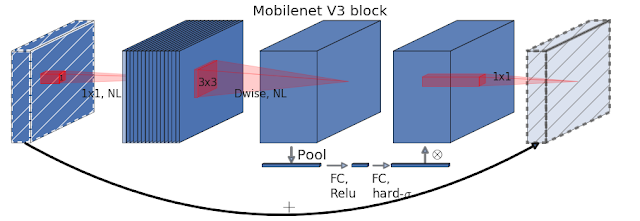 Mobilenet V3 block
1x1, NL
3x3
Dwise, NL
1x1
Pool
⊗
FC,
Relu
FC,
hard-σ
+